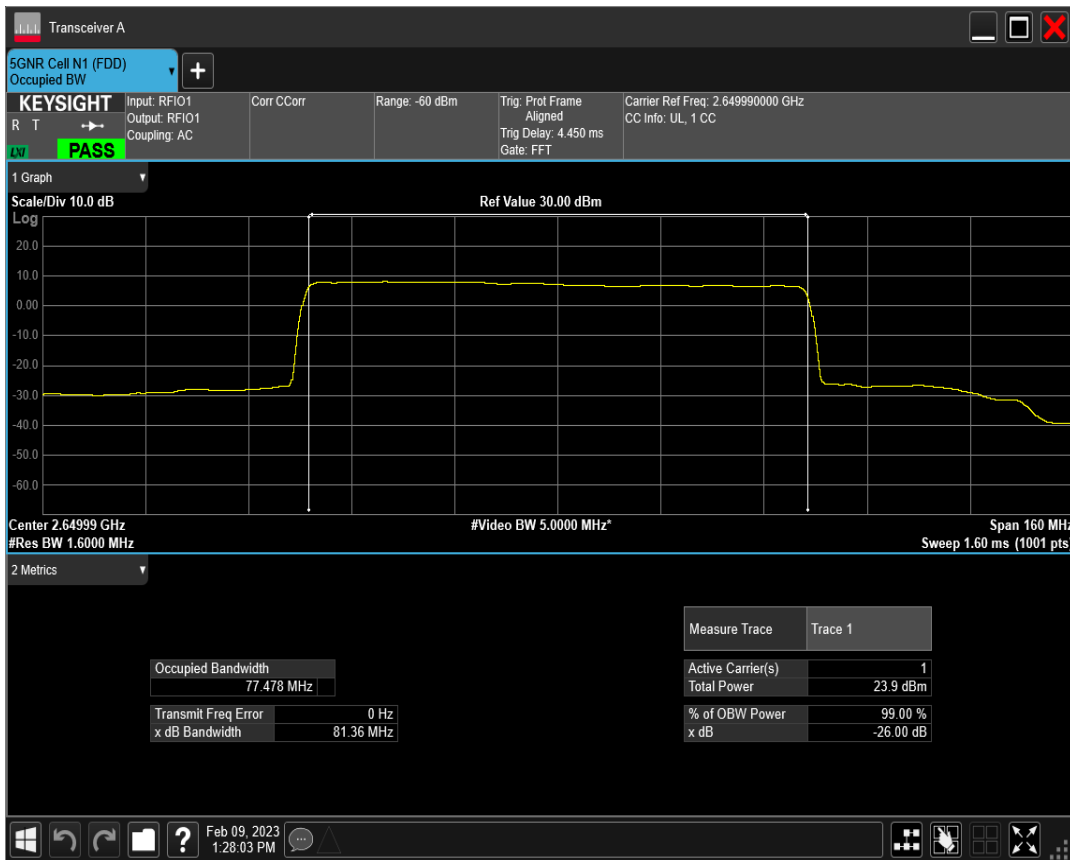 Transceiver A
5GNR Cell N1 (FDD)
Occupied BW
+
KEYSIGHT
R T
LXI
PASS
Input: RFIO1
Output: RFIO1
Coupling: AC
Corr CCorr
Range: -60 dBm
Trig: Prot Frame
Aligned
Trig Delay: 4.450 ms
Gate: FFT
Carrier Ref Freq: 2.649990000 GHz
CC Info: UL, 1 CC
1 Graph
Scale/Div 10.0 dB
Ref Value 30.00 dBm
Log
20.0
10.0
0.00
-10.0
-20.0
-30.0
-40.0
-50.0
-60.0
Center 2.64999 GHz
#Video BW 5.0000 MHz*
Span 160 MHz
#Res BW 1.6000 MHz
Sweep 1.60 ms (1001 pts)
2 Metrics
Measure Trace Trace 1
Occupied Bandwidth
77.478 MHz
Active Carrier(s) 1
Total Power 23.9 dBm
Transmit Freq Error 0 Hz
x dB Bandwidth 81.36 MHz
% of OBW Power 99.00 %
x dB -26.00 dB
?
Feb 09, 2023
1:28:03 PM